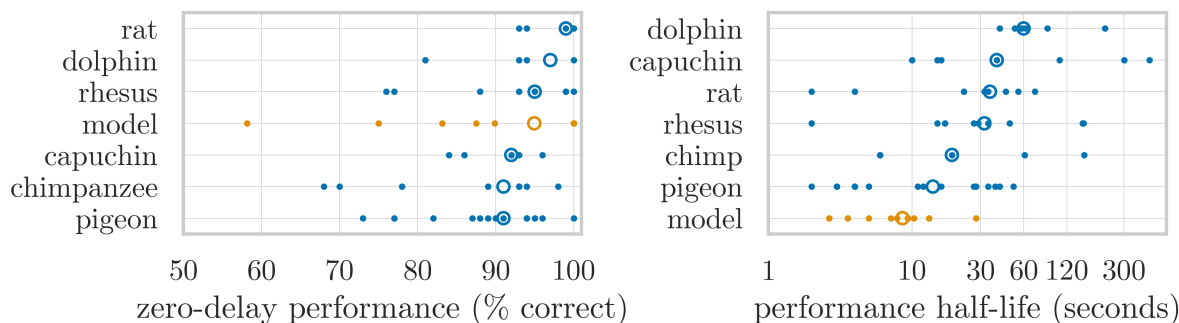 rat
dolphin
rhesus
model
capuchin
chimpanzee
pigeon
50 60 70 80 90 100
zero-delay performance (% correct)
dolphin
capuchin
rat
rhesus
chimp
pigeon
model
1 10 30 60 120 300
performance half-life (seconds)